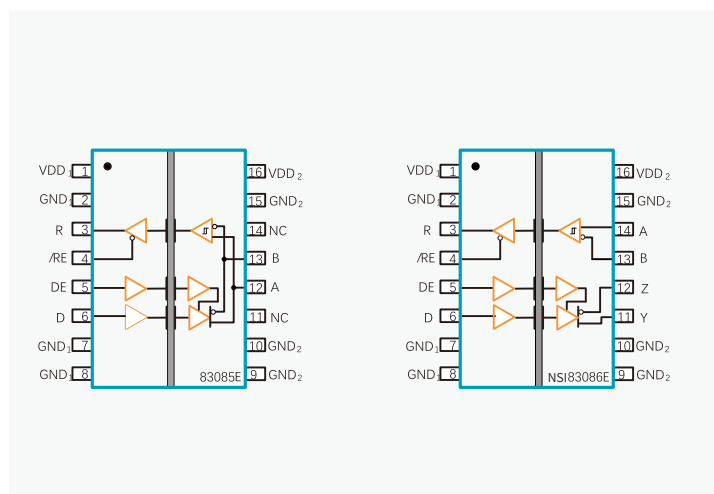 VDD1 1 16 VDD2
GND1 2 15 GND2
R 3 14 NC
/RE 4 13 B
DE 5 12 A
D 6 11 NC
GND1 7 10 GND2
GND1 8 9 GND2
83085E
VDD1 1 16 VDD2
GND1 2 15 GND2
R 3 14 A
/RE 4 13 B
DE 5 12 Z
D 6 11 Y
GND1 7 10 GND2
GND1 8 9 GND2
NSI83086E